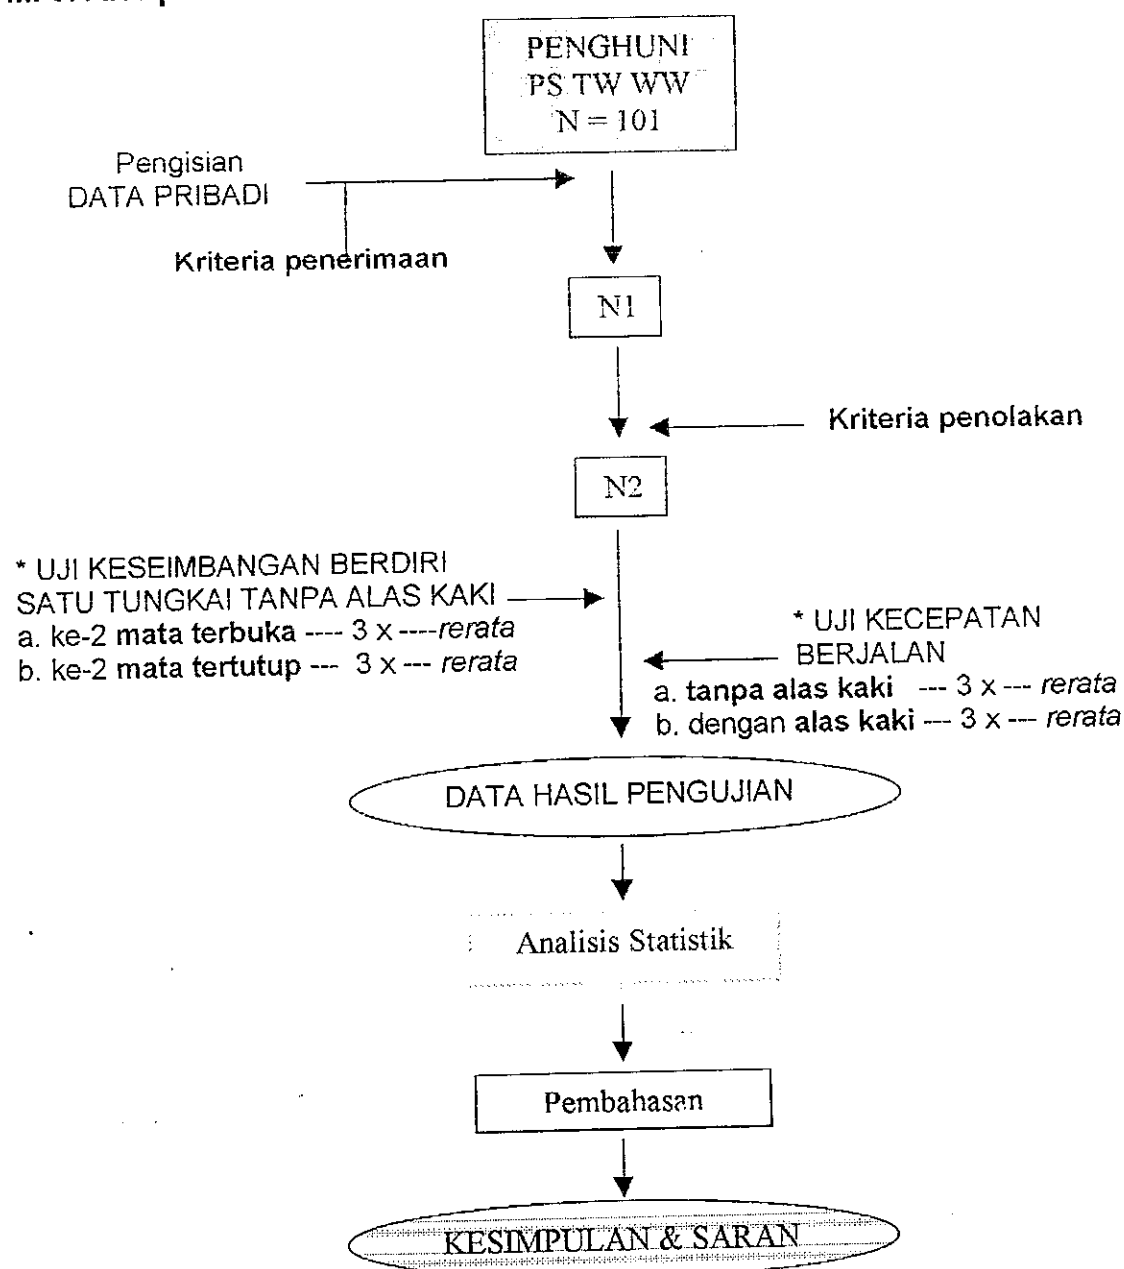 PENGHUNI
PS TW WW
N = 101
Pengisian
DATA PRIBADI
Kriteria penerimaan
N1
Kriteria penolakan
N2
* UJI KESEIMBANGAN BERDIRI
SATU TUNGKAI TANPA ALAS KAKI
a. ke-2 mata terbuka ---- 3 x ----rerata
b. ke-2 mata tertutup --- 3 x --- rerata
* UJI KECEPATAN
BERJALAN
a. tanpa alas kaki --- 3 x --- rerata
b. dengan alas kaki --- 3 x --- rerata
DATA HASIL PENGUJIAN
Analisis Statistik
Pembahasan
KESIMPULAN & SARAN